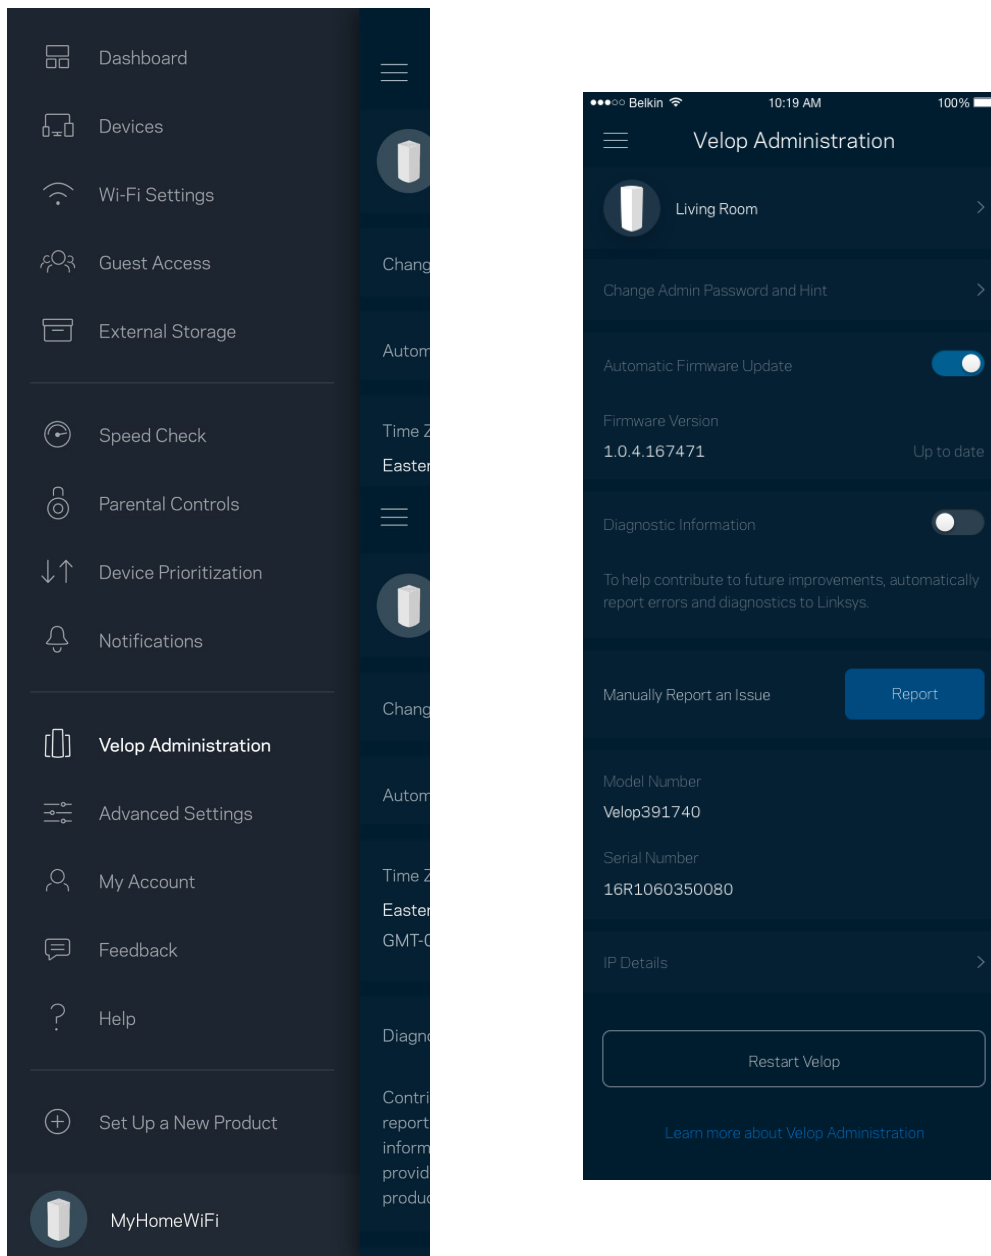 Dashboard
Devices
Wi-Fi Settings
Guest Access
External Storage
Speed Check
Parental Controls
Device Prioritization
Notifications
Velop Administration
Advanced Settings
My Account
Feedback
Help
Set Up a New Product
MyHomeWiFi
Chang
Autom
Time Z
Easter
Chang
Autom
Time Z
Easter
GMT-0
Diagno
Contri
report
inform
provid
produc
Belkin 10:19 AM 100%
Velop Administration
Living Room
Change Admin Password and Hint
Automatic Firmware Update
Firmware Version
1.0.4.167471 Up to date
Diagnostic Information
To help contribute to future improvements, automatically
report errors and diagnostics to Linksys.
Manually Report an Issue Report
Model Number
Velop391740
Serial Number
16R1060350080
IP Details
Restart Velop
Learn more about Velop Administration